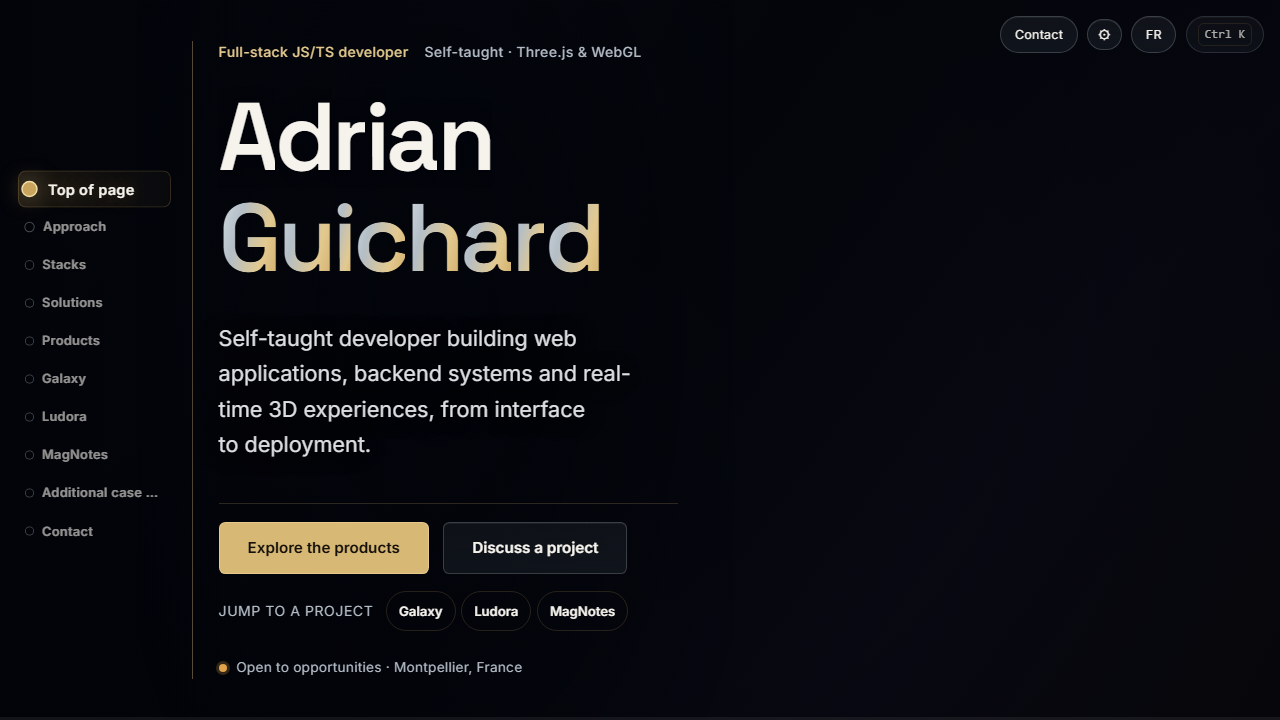 Contact
FR
Ctrl K
Full-stack JS/TS developer
Self-taught · Three.js & WebGL
Adrian
Guichard
Top of page
Approach
Stacks
Solutions
Products
Galaxy
Ludora
MagNotes
Additional case ...
Contact
Self-taught developer building web
applications, backend systems and real-
time 3D experiences, from interface
to deployment.
Explore the products
Discuss a project
JUMP TO A PROJECT
Galaxy
Ludora
MagNotes
Open to opportunities · Montpellier, France